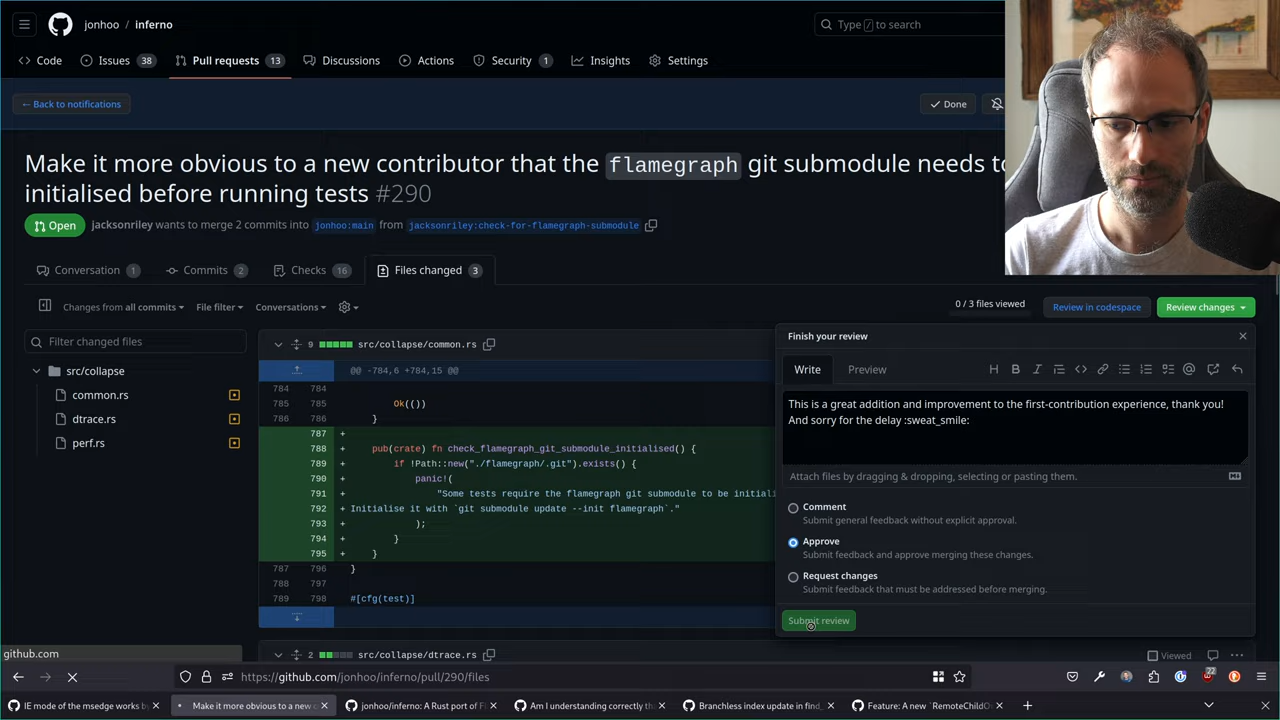 jonhoo / inferno
Type / to search
Code
Issues 38
Pull requests 13
Discussions
Actions
Security 1
Insights
Settings
← Back to notifications
Done
Make it more obvious to a new contributor that the flamegraph git submodule needs to
initialised before running tests #290
Open
jacksonriley wants to merge 2 commits into jonhoo:main from jacksonriley:check-for-flamegraph-submodule
Conversation 1
Commits 2
Checks 16
Files changed 3
Changes from all commits
File filter
Conversations
0 / 3 files viewed
Review in codespace
Review changes
Filter changed files
src/collapse
common.rs
dtrace.rs
perf.rs
9 src/collapse/common.rs
@@ -784,6 +784,15 @@
784 784
785 785 Ok(())
786 786 }
787 +
788 + pub(crate) fn check_flamegraph_git_submodule_initialised() {
789 + if !Path::new("./flamegraph/.git").exists() {
790 + panic!(
791 + "Some tests require the flamegraph git submodule to be initiali
792 + Initialise it with `git submodule update --init flamegraph`."
793 + );
794 + }
795 + }
787 796 }
788 797
789 798 #[cfg(test)]
2 src/collapse/dtrace.rs
Viewed
Finish your review
Write
Preview
This is a great addition and improvement to the first-contribution experience, thank you!
And sorry for the delay :sweat_smile:
Attach files by dragging & dropping, selecting or pasting them.
Comment
Submit general feedback without explicit approval.
Approve
Submit feedback and approve merging these changes.
Request changes
Submit feedback that must be addressed before merging.
Submit review
github.com
https://github.com/jonhoo/inferno/pull/290/files
22
IE mode of the msedge works b
Make it more obvious to a new c
jonhoo/inferno: A Rust port of F
Am I understanding correctly th
Branchless index update in find_
Feature: A new `RemoteChildO